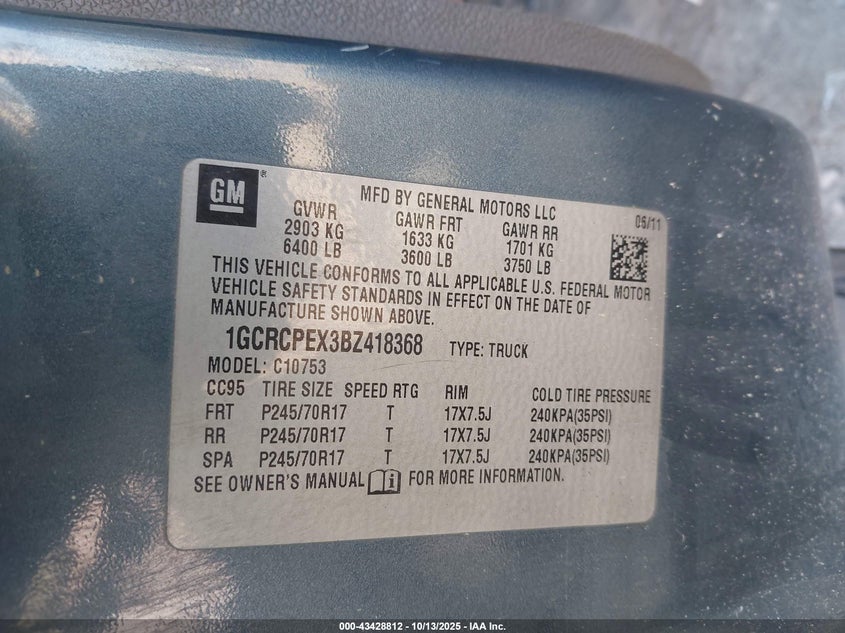 GM®
MFD BY GENERAL MOTORS LLC
06/11
GVWR GAWR FRT GAWR RR
2903 KG 1633 KG 1701 KG
6400 LB 3600 LB 3750 LB
THIS VEHICLE CONFORMS TO ALL APPLICABLE U.S. FEDERAL MOTOR
VEHICLE SAFETY STANDARDS IN EFFECT ON THE DATE OF
MANUFACTURE SHOWN ABOVE.
1GCRCPEX3BZ418368 TYPE: TRUCK
MODEL: C10753
CC95 TIRE SIZE SPEED RTG RIM COLD TIRE PRESSURE
FRT P245/70R17 T 17X7.5J 240KPA(35PSI)
RR P245/70R17 T 17X7.5J 240KPA(35PSI)
SPA P245/70R17 T 17X7.5J 240KPA(35PSI)
SEE OWNER'S MANUAL i FOR MORE INFORMATION.
000-43428812 - 10/13/2025 - IAA Inc.